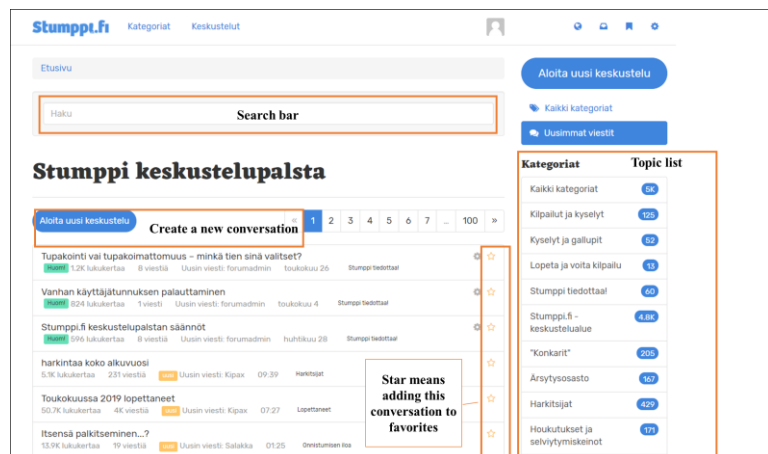 Stumppi.fi Kategoriat Keskustelut
Etusivu
Haku Search bar
Stumppi keskustelupalsta
Aloita uusi keskustelu Create a new conversation « 1 2 3 4 5 6 7 ... 100 »
Tupakointi vai tupakoimattomuus – minkä tien sinä valitset?
Huom! 1.2K lukukertaa 8 viestiä Uusin viesti: forumadmin toukokuu 26 Stumppi tiedottaa!
Vanhan käyttäjätunnuksen palauttaminen
Huom! 824 lukukertaa 1 viesti Uusin viesti: forumadmin toukokuu 4 Stumppi tiedottaa!
Stumppi.fi keskustelupalstan säännöt
Huom! 596 lukukertaa 8 viestiä Uusin viesti: forumadmin huhtikuu 28 Stumppi tiedottaa!
harkintaa koko alkuvuosi
5.1K lukukertaa 231 viestiä uusi Uusin viesti: Kipax 09:39 Harkitsijat
Toukokuussa 2019 lopettaneet
50.7K lukukertaa 4K viestiä uusi Uusin viesti: Kipax 07:27 Lopettaneet
Itsensä palkitseminen...?
13.9K lukukertaa 19 viestiä uusi Uusin viesti: Salakka 01:25 Onnistumisen iloa
Star means
adding this
conversation to
favorites
Aloita uusi keskustelu
Kaikki kategoriat
Uusimmat viestit
Kategoriat Topic list
Kaikki kategoriat 5K
Kilpailut ja kyselyt 125
Kyselyt ja gallupit 52
Lopeta ja voita kilpailu 13
Stumppi tiedottaa! 60
Stumppi.fi - 4.8K
keskustelualue
"Konkarit" 205
Ärsytysosasto 167
Harkitsijat 429
Houkutukset ja 171
selviytymiskeinot